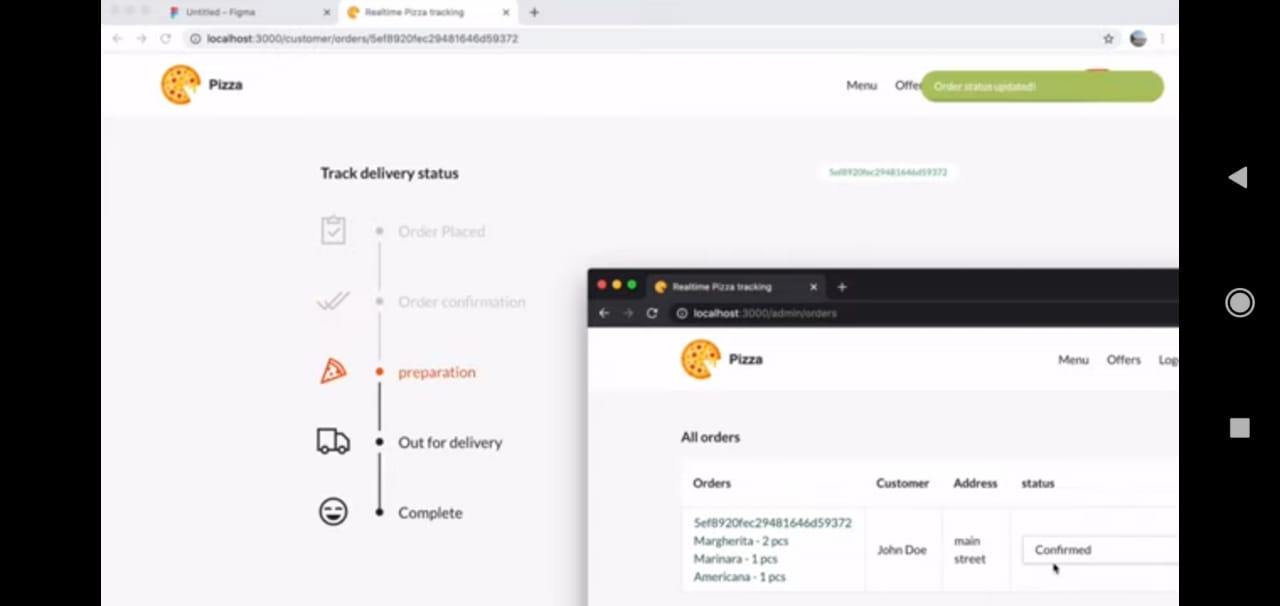 Untitled – Figma
Realtime Pizza tracking
localhost:3000/customer/orders/5ef8920fec29481646d59372
Pizza
Menu
Offe
Order status updated!
Track delivery status
5ef8920fec29481646d59372
Order Placed
Order confirmation
preparation
Out for delivery
Complete
Realtime Pizza tracking
localhost:3000/admin/orders
Pizza
Menu
Offers
Log
All orders
Orders
Customer
Address
status
5ef8920fec29481646d59372
Margherita - 2 pcs
Marinara - 1 pcs
Americana - 1 pcs
John Doe
main
street
Confirmed